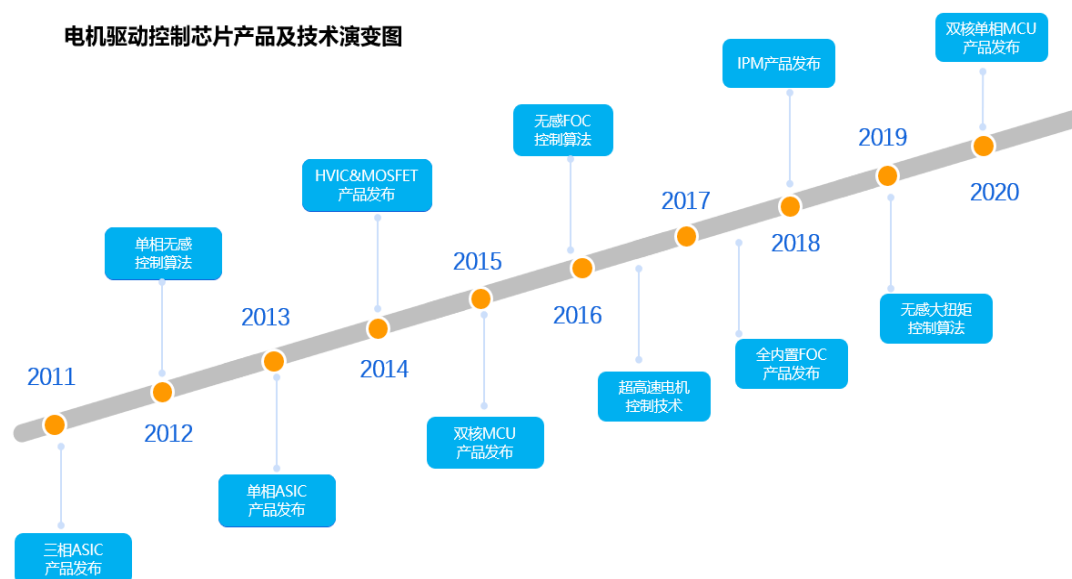 电机驱动控制芯片产品及技术演变图
双核单相MCU
产品发布
IPM产品发布
无感FOC
控制算法
2019
HVIC&MOSFET
产品发布
2017
2020
单相无感
控制算法
2018
2015
2013
2016
无感大扭矩
控制算法
2011
2014
全内置FOC
产品发布
超高速电机
控制技术
2012
双核MCU
产品发布
单相ASIC
产品发布
三相ASIC
产品发布